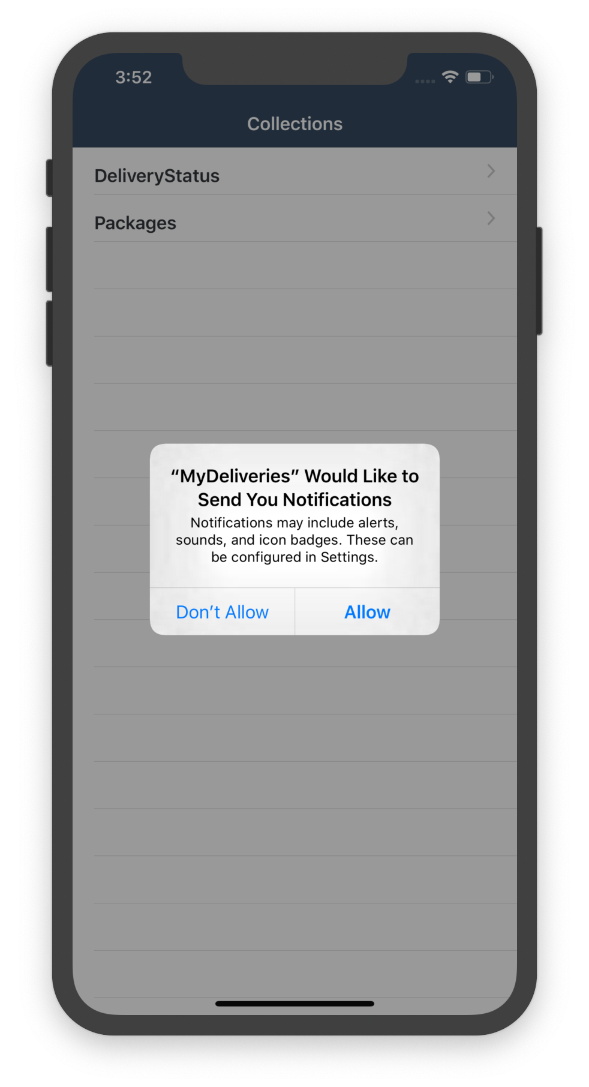 3:52
Collections
DeliveryStatus
Packages
“MyDeliveries” Would Like to
Send You Notifications
Notifications may include alerts,
sounds, and icon badges. These can
be configured in Settings.
Don’t Allow
Allow